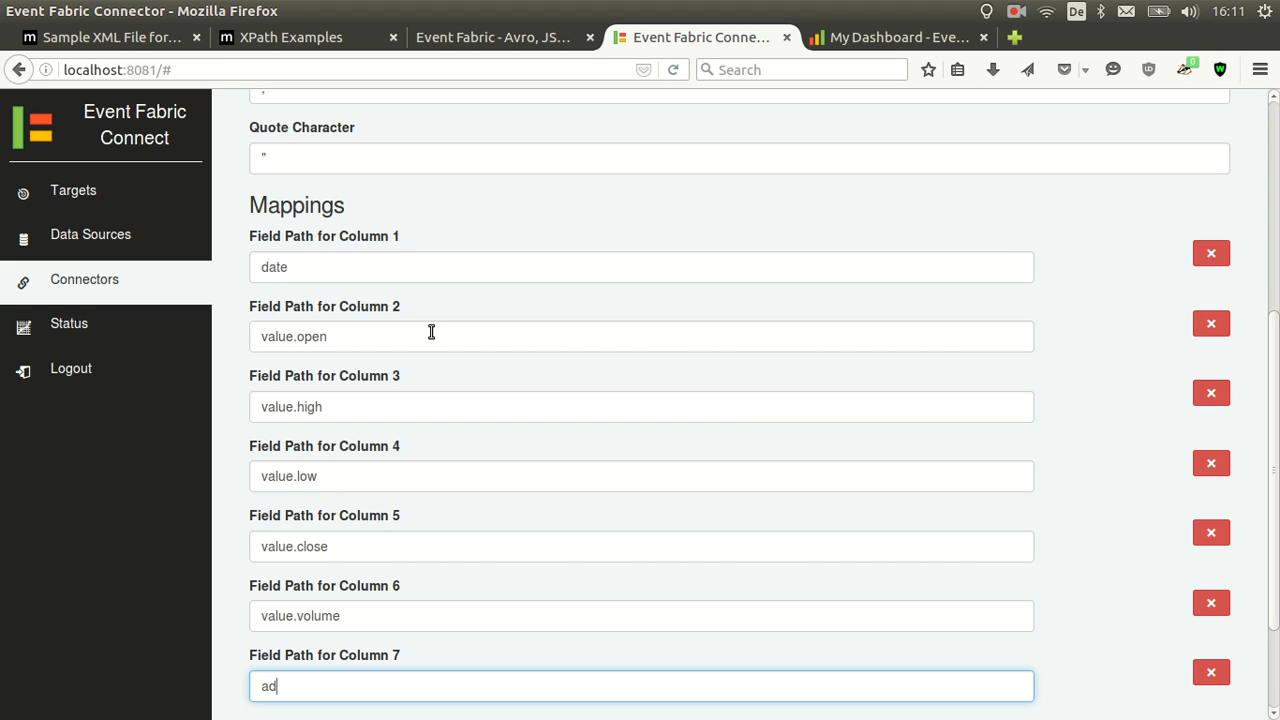 Event Fabric Connector - Mozilla Firefox
De
16:11
Sample XML File for...
XPath Examples
Event Fabric - Avro, JS...
Event Fabric Conne...
My Dashboard - Eve...
localhost:8081/#
Search
0
Event Fabric
Connect
Targets
Data Sources
Connectors
Status
Logout
Quote Character
"
Mappings
Field Path for Column 1
date
Field Path for Column 2
value.open
Field Path for Column 3
value.high
Field Path for Column 4
value.low
Field Path for Column 5
value.close
Field Path for Column 6
value.volume
Field Path for Column 7
ad